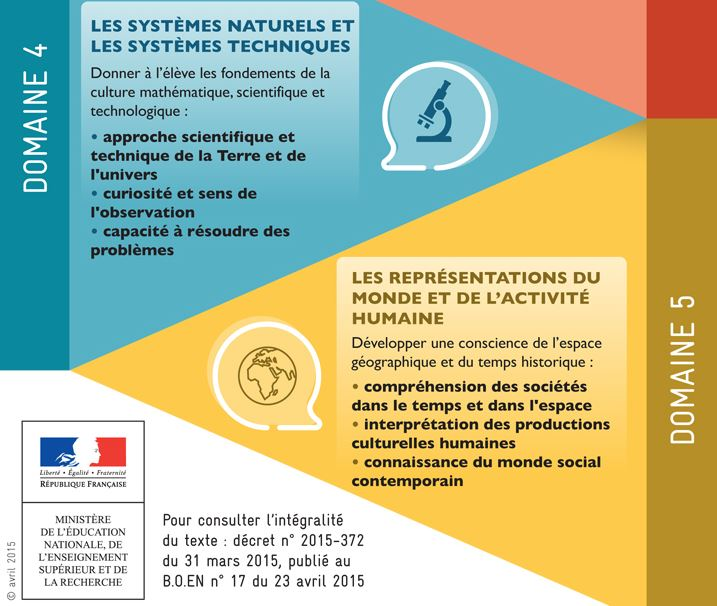 DOMAINE 4
LES SYSTÈMES NATURELS ET
LES SYSTÈMES TECHNIQUES
Donner à l'élève les fondements de la
culture mathématique, scientifique et
technologique :
• approche scientifique et
technique de la Terre et de
l'univers
• curiosité et sens de
l'observation
• capacité à résoudre des
problèmes
DOMAINE 5
LES REPRÉSENTATIONS DU
MONDE ET DE L'ACTIVITÉ
HUMAINE
Développer une conscience de l'espace
géographique et du temps historique :
• compréhension des sociétés
dans le temps et dans l'espace
• interprétation des productions
culturelles humaines
• connaissance du monde social
contemporain
Liberté • Égalité • Fraternité
RÉPUBLIQUE FRANÇAISE
MINISTÈRE
DE L'ÉDUCATION
NATIONALE, DE
L'ENSEIGNEMENT
SUPÉRIEUR ET DE
LA RECHERCHE
Pour consulter l'intégralité
du texte : décret n° 2015-372
du 31 mars 2015, publié au
B.O.EN n° 17 du 23 avril 2015
© avril 2015